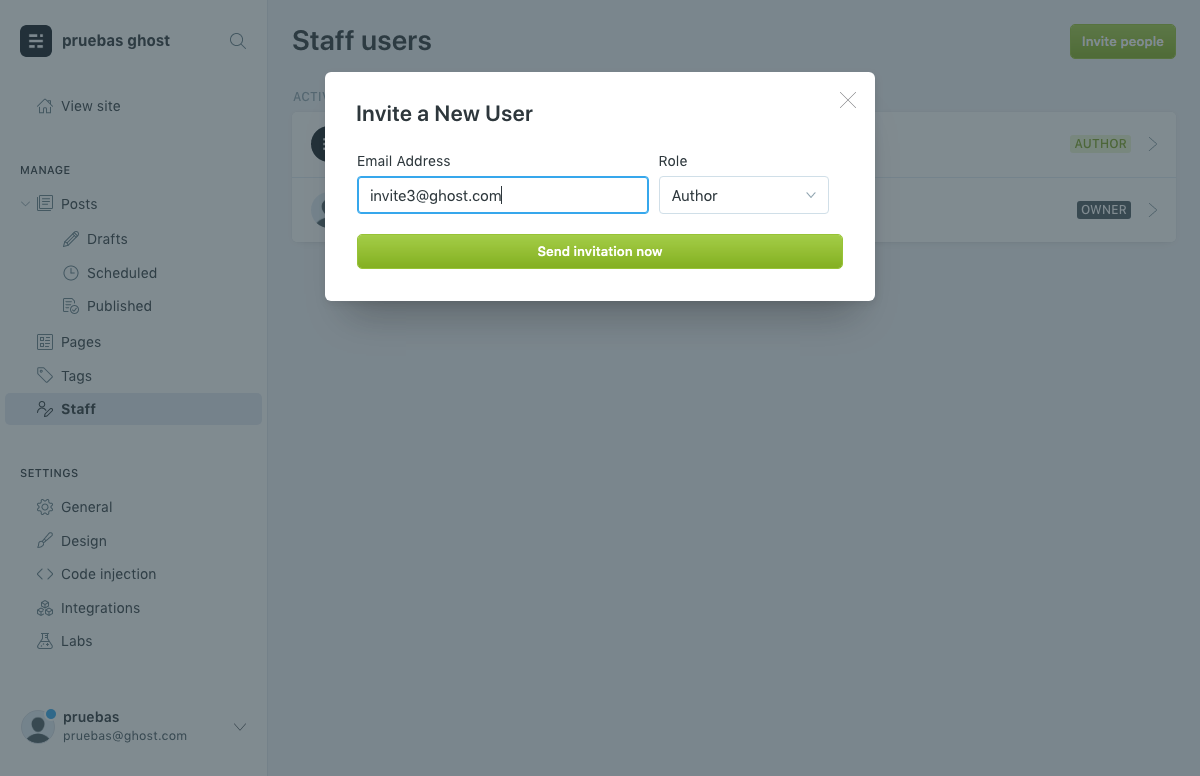 pruebas ghost
View site
MANAGE
Posts
Drafts
Scheduled
Published
Pages
Tags
Staff
SETTINGS
General
Design
Code injection
Integrations
Labs
pruebas
pruebas@ghost.com
Staff users
Invite people
AUTHOR
OWNER
Invite a New User
Email Address
Role
invite3@ghost.com
Author
Send invitation now